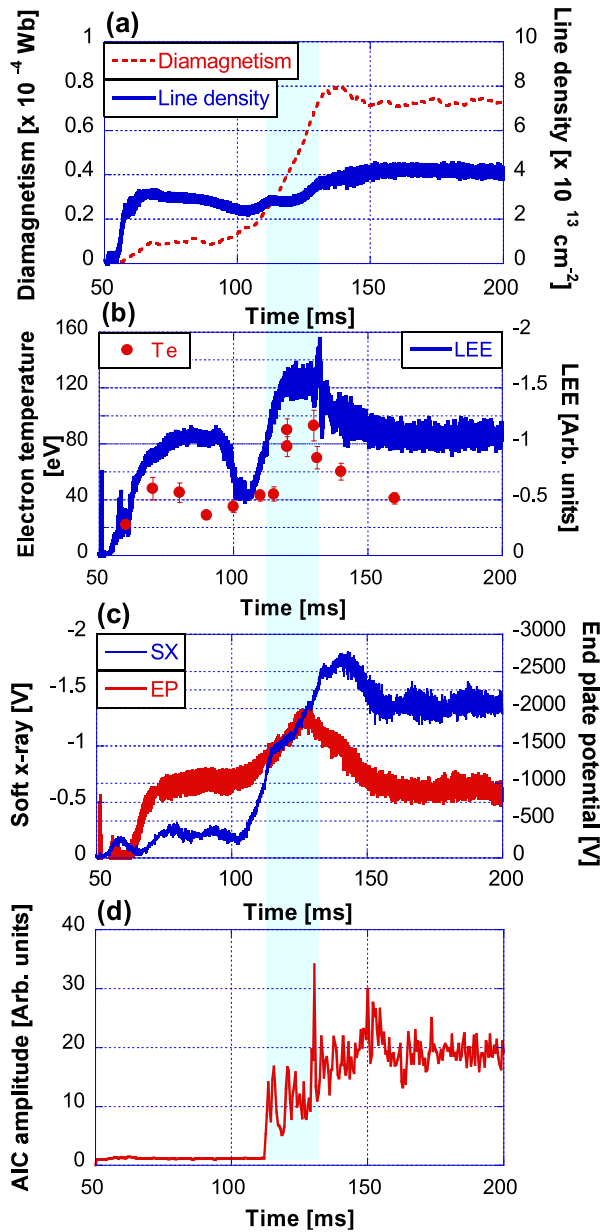 (a)
Diamagnetism [x 10⁻⁴ Wb]
1
0.8
0.6
0.4
0.2
0
Diamagnetism
Line density
10
8
6
4
2
0
Line density [x 10¹³ cm⁻²]
50 100 150 200
Time [ms]
(b)
Electron temperature
[eV]
160
120
80
40
0
Te
LEE
-2
-1.5
-1
-0.5
0
LEE [Arb. units]
50 100 150 200
Time [ms]
(c)
Soft x-ray [V]
-2
-1.5
-1
-0.5
0
SX
EP
-3000
-2500
-2000
-1500
-1000
-500
0
End plate potential
[V]
50 100 150 200
Time [ms]
(d)
AIC amplitude [Arb. units]
40
30
20
10
0
50 100 150 200
Time [ms]